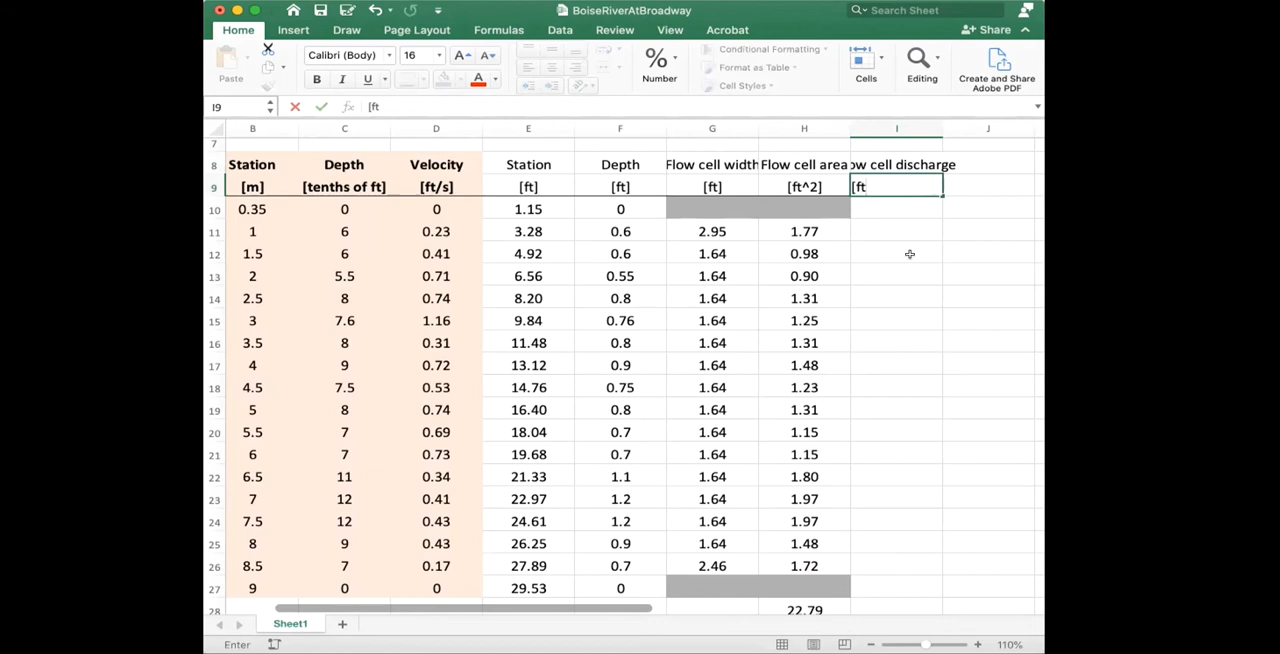 BoiseRiverAtBroadway
Search Sheet
Home Insert Draw Page Layout Formulas Data Review View Acrobat Share
Paste Calibri (Body) 16 Number Conditional Formatting Format as Table Cell Styles Cells Editing Create and Share Adobe PDF
I9 fx [ft
B C D E F G H I J
7
8 Station Depth Velocity Station Depth Flow cell width Flow cell area ow cell discharge
9 [m] [tenths of ft] [ft/s] [ft] [ft] [ft] [ft^2] [ft
10 0.35 0 0 1.15 0
11 1 6 0.23 3.28 0.6 2.95 1.77
12 1.5 6 0.41 4.92 0.6 1.64 0.98
13 2 5.5 0.71 6.56 0.55 1.64 0.90
14 2.5 8 0.74 8.20 0.8 1.64 1.31
15 3 7.6 1.16 9.84 0.76 1.64 1.25
16 3.5 8 0.31 11.48 0.8 1.64 1.31
17 4 9 0.72 13.12 0.9 1.64 1.48
18 4.5 7.5 0.53 14.76 0.75 1.64 1.23
19 5 8 0.74 16.40 0.8 1.64 1.31
20 5.5 7 0.69 18.04 0.7 1.64 1.15
21 6 7 0.73 19.68 0.7 1.64 1.15
22 6.5 11 0.34 21.33 1.1 1.64 1.80
23 7 12 0.41 22.97 1.2 1.64 1.97
24 7.5 12 0.43 24.61 1.2 1.64 1.97
25 8 9 0.43 26.25 0.9 1.64 1.48
26 8.5 7 0.17 27.89 0.7 2.46 1.72
27 9 0 0 29.53 0
28 22.79
Sheet1
Enter 110%